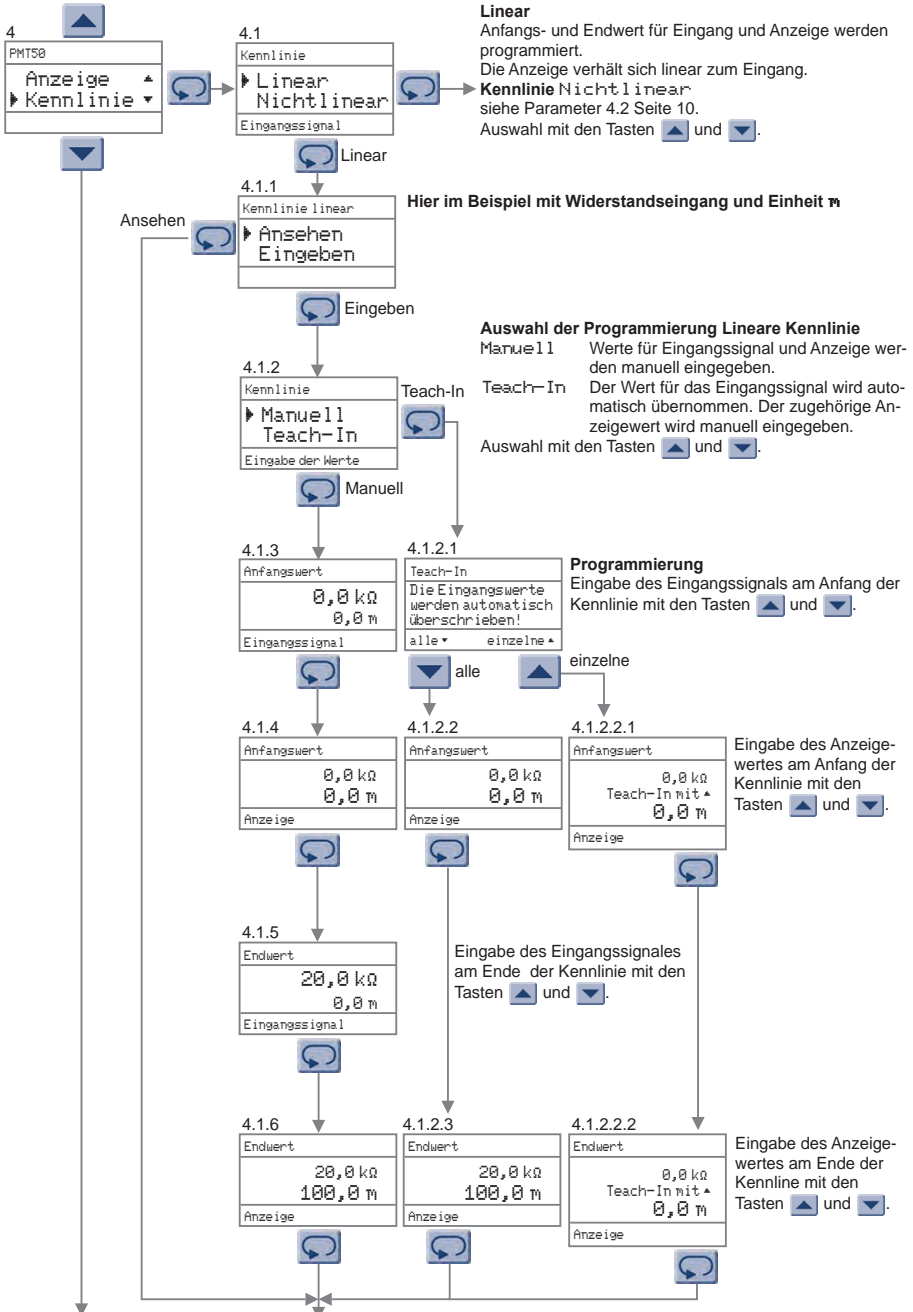 4
PMT50
Anzeige
Kennlinie
4.1
Kennlinie
Linear
Nichtlinear
Eingangssignal
Linear
Anfangs- und Endwert für Eingang und Anzeige werden
programmiert.
Die Anzeige verhält sich linear zum Eingang.
Kennlinie Nichtlinear
siehe Parameter 4.2 Seite 10.
Auswahl mit den Tasten ▲ und ▼.
Linear
4.1.1
Kennlinie linear
Ansehen
Eingeben
Ansehen
Hier im Beispiel mit Widerstandseingang und Einheit m
Eingeben
Auswahl der Programmierung Lineare Kennlinie
Manuell Werte für Eingangssignal und Anzeige wer-
den manuell eingegeben.
Teach-In Der Wert für das Eingangssignal wird auto-
matisch übernommen. Der zugehörige An-
zeigewert wird manuell eingegeben.
Auswahl mit den Tasten ▲ und ▼.
4.1.2
Kennlinie
Manuell
Teach-In
Eingabe der Werte
Teach-In
Manuell
4.1.3
Anfangswert
0,0 kΩ
0,0 m
Eingangssignal
4.1.2.1
Teach-In
Die Eingangswerte
werden automatisch
überschrieben!
alle▼ einzelne▲
Programmierung
Eingabe des Eingangssignals am Anfang der
Kennlinie mit den Tasten ▲ und ▼.
alle
einzelne
4.1.4
Anfangswert
0,0 kΩ
0,0 m
Anzeige
4.1.2.2
Anfangswert
0,0 kΩ
0,0 m
Anzeige
4.1.2.2.1
Anfangswert
0,0 kΩ
Teach-In mit▲
0,0 m
Anzeige
Eingabe des Anzeige-
wertes am Anfang der
Kennlinie mit den
Tasten ▲ und ▼.
4.1.5
Endwert
20,0 kΩ
0,0 m
Eingangssignal
Eingabe des Eingangssignales
am Ende der Kennlinie mit den
Tasten ▲ und ▼.
4.1.6
Endwert
20,0 kΩ
100,0 m
Anzeige
4.1.2.3
Endwert
20,0 kΩ
100,0 m
Anzeige
4.1.2.2.2
Endwert
0,0 kΩ
Teach-In mit▲
0,0 m
Anzeige
Eingabe des Anzeige-
wertes am Ende der
Kennline mit den
Tasten ▲ und ▼.